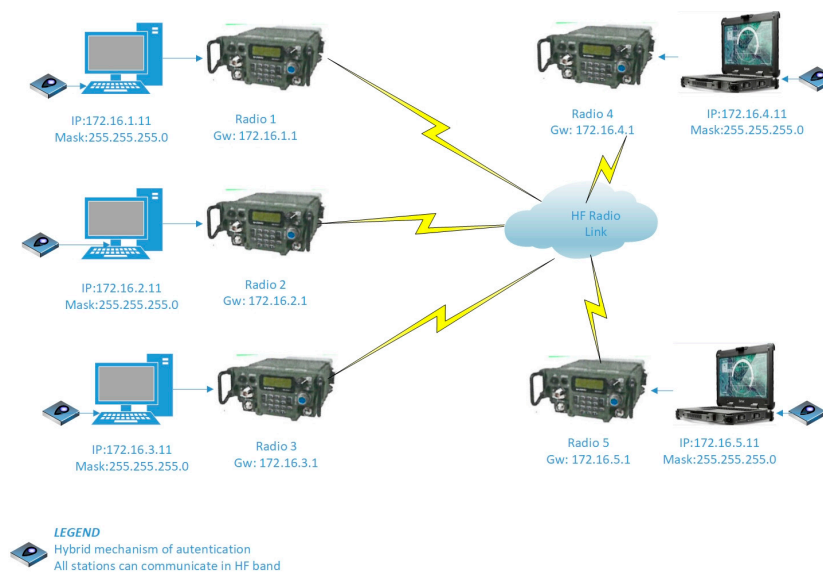 IP:172.16.1.11
Mask:255.255.255.0
Radio 1
Gw: 172.16.1.1
Radio 4
Gw: 172.16.4.1
IP:172.16.4.11
Mask:255.255.255.0
HF Radio
Link
IP:172.16.2.11
Mask:255.255.255.0
Radio 2
Gw: 172.16.2.1
IP:172.16.3.11
Mask:255.255.255.0
Radio 3
Gw: 172.16.3.1
Radio 5
Gw: 172.16.5.1
IP:172.16.5.11
Mask:255.255.255.0
LEGEND
Hybrid mechanism of autentication
All stations can communicate in HF band